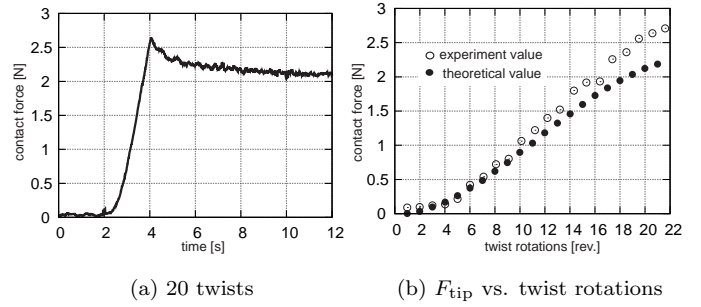 3
2.5
2
1.5
1
0.5
0
contact force [N]
0 2 4 6 8 10 12
time [s]
(a) 20 twists
3
2.5
2
1.5
1
0.5
0
contact force [N]
experiment value
theoretical value
0 2 4 6 8 10 12 14 16 18 20 22
twist rotations [rev.]
(b) F_tip vs. twist rotations